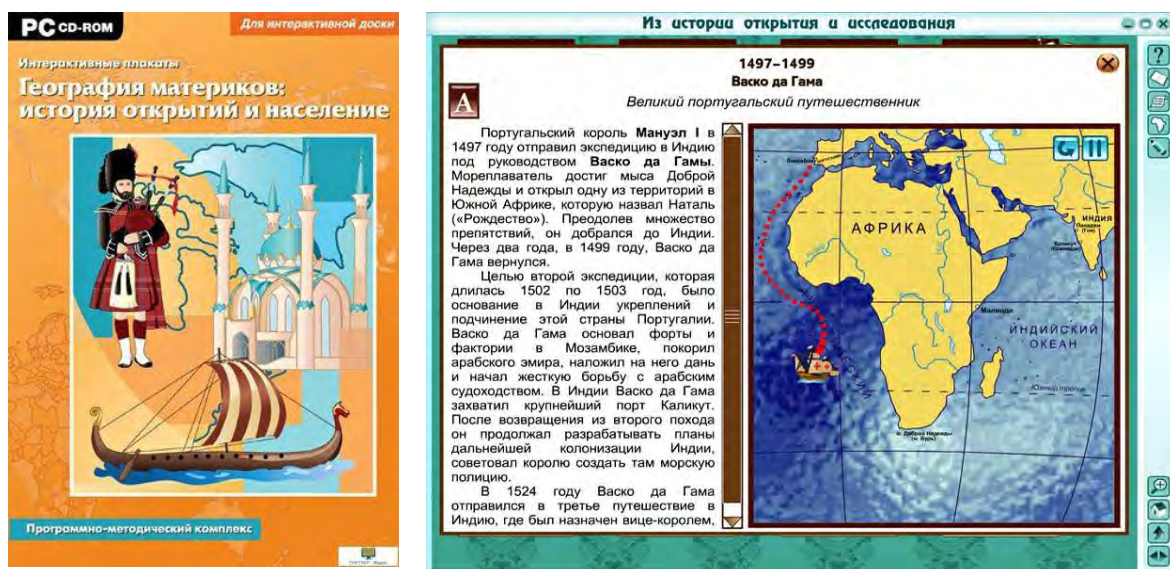 PC CD-ROM
Для интерактивной доски
Интерактивные плакаты
География материков:
история открытий и население
Программно-методический комплекс
Из истории открытия и исследования
1497–1499
Васко да Гама
Великий португальский путешественник
А
Португальский король Мануэл I в
1497 году отправил экспедицию в Индию
под руководством Васко да Гамы.
Мореплаватель достиг мыса Доброй
Надежды и открыл одну из территорий в
Южной Африке, которую назвал Наталь
(«Рождество»). Преодолев множество
препятствий, он добрался до Индии.
Через два года, в 1499 году, Васко да
Гама вернулся.
Целью второй экспедиции, которая
длилась 1502 по 1503 год, было
основание в Индии укреплений и
подчинение этой страны Португалии.
Васко да Гама основал форты и
фактории в Мозамбике, покорил
арабского эмира, наложил на него дань
и начал жесткую борьбу с арабским
судоходством. В Индии Васко да Гама
захватил крупнейший порт Каликут.
После возвращения из второго похода
он продолжал разрабатывать планы
дальнейшей колонизации Индии,
советовал королю создать там морскую
полицию.
В 1524 году Васко да Гама
отправился в третье путешествие в
Индию, где был назначен вице-королем,
АФРИКА
ИНДИЯ
Малинди
ИНДИЙСКИЙ
ОКЕАН
Южный тропик
м. Доброй Надежды
(м. Бурь)
?